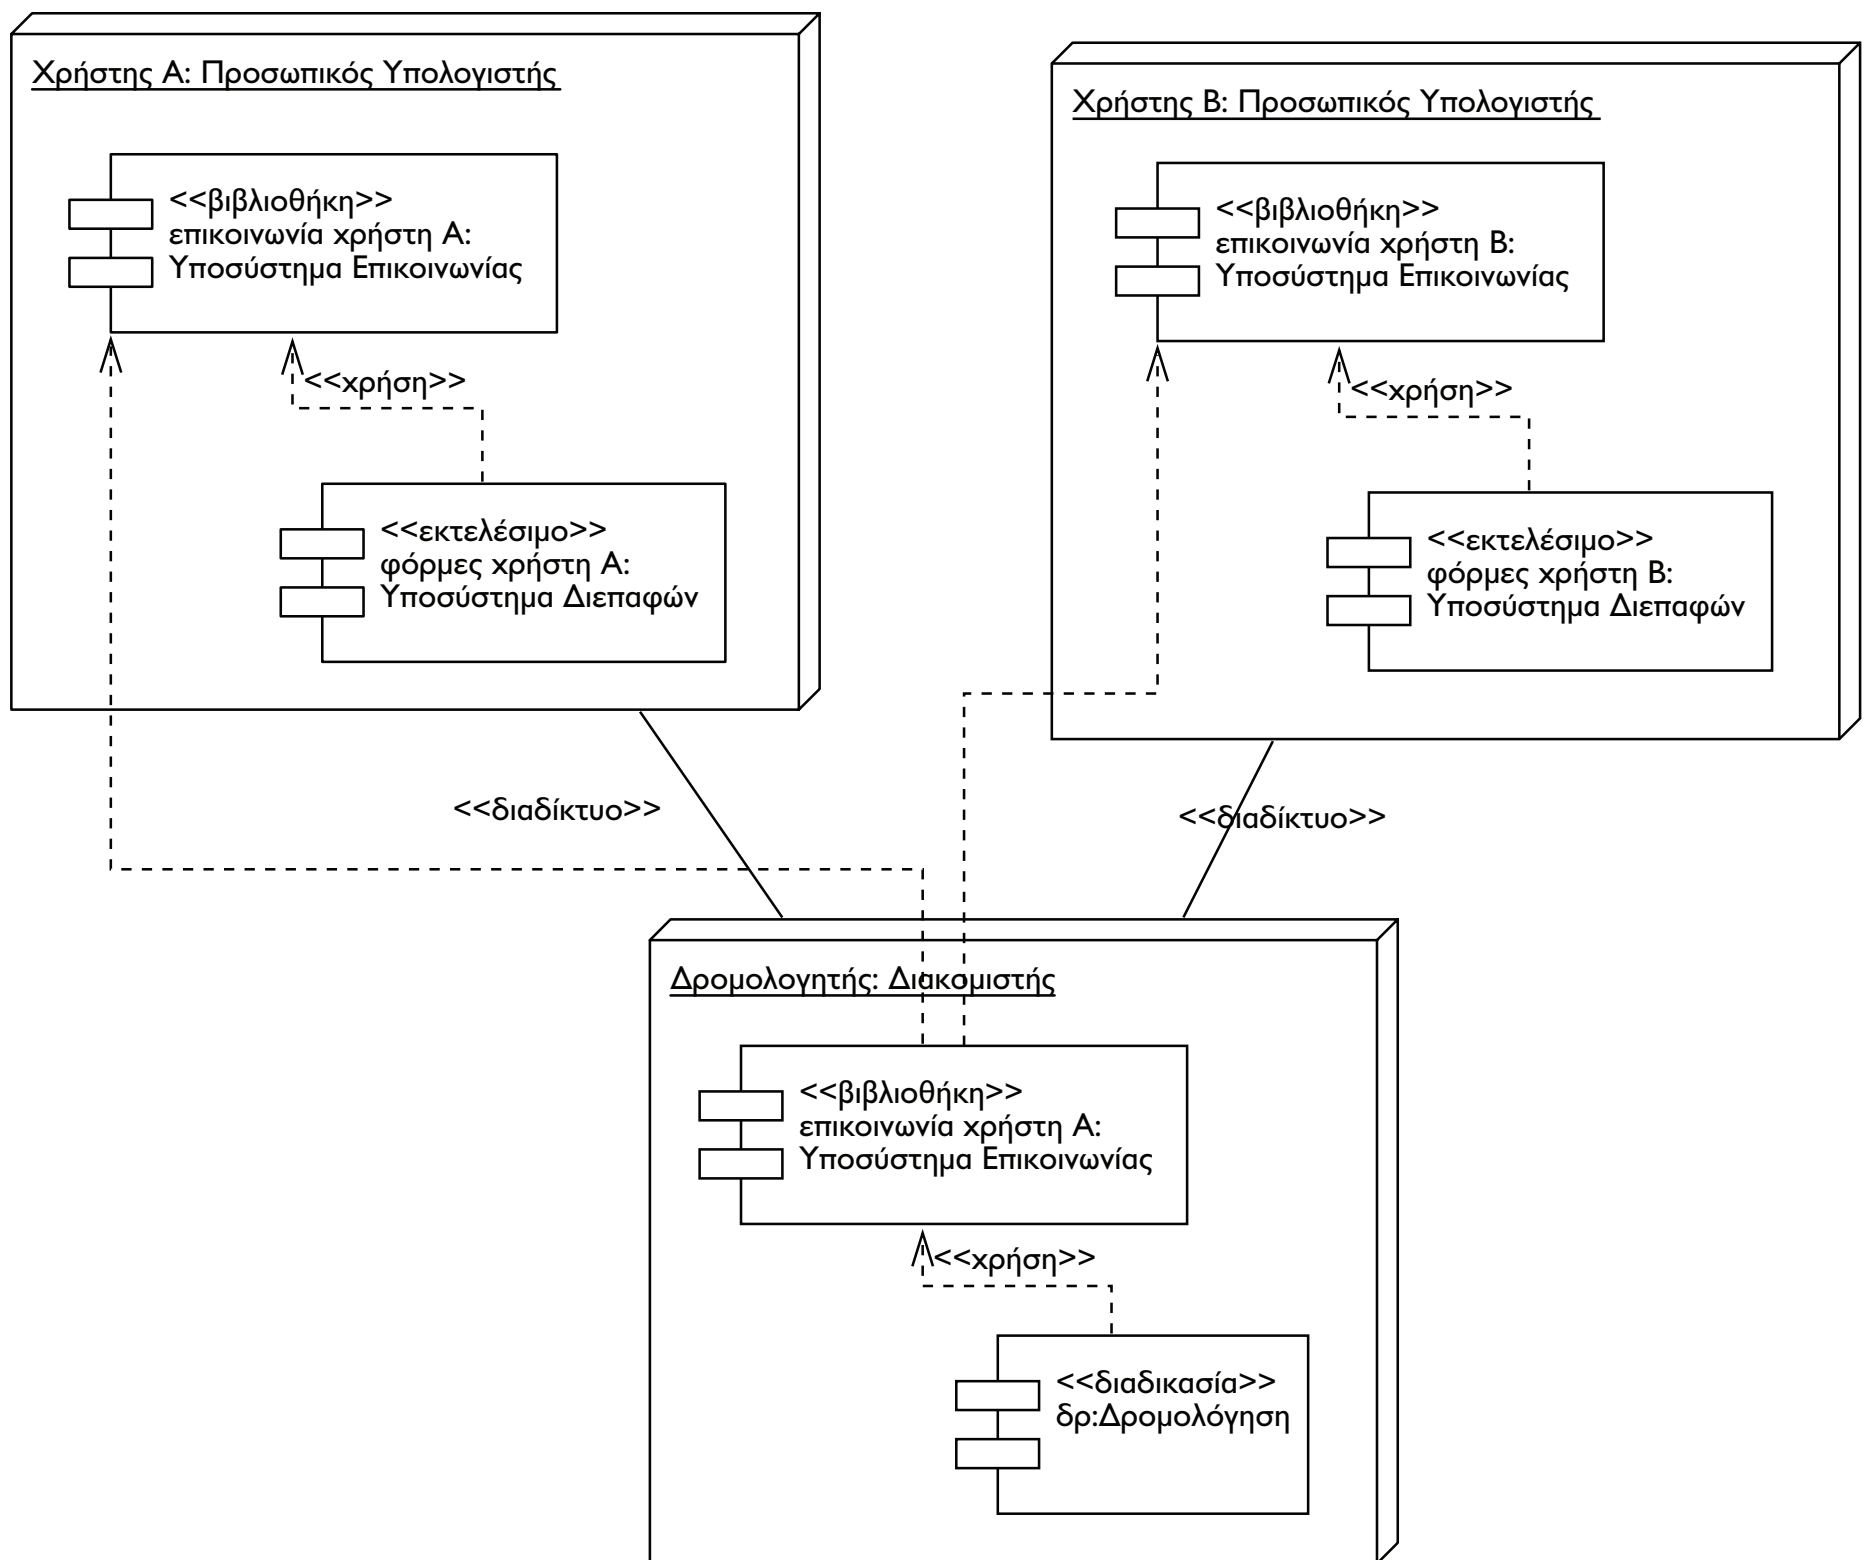 Χρήστης Α: Προσωπικός Υπολογιστής
<<βιβλιοθήκη>>
επικοινωνία χρήστη Α:
Υποσύστημα Επικοινωνίας
<<χρήση>>
<<εκτελέσιμο>>
φόρμες χρήστη Α:
Υποσύστημα Διεπαφών
Χρήστης Β: Προσωπικός Υπολογιστής
<<βιβλιοθήκη>>
επικοινωνία χρήστη Β:
Υποσύστημα Επικοινωνίας
<<χρήση>>
<<εκτελέσιμο>>
φόρμες χρήστη Β:
Υποσύστημα Διεπαφών
<<διαδίκτυο>>
<<διαδίκτυο>>
Δρομολογητής: Διακομιστής
<<βιβλιοθήκη>>
επικοινωνία χρήστη Α:
Υποσύστημα Επικοινωνίας
<<χρήση>>
<<διαδικασία>>
δρ:Δρομολόγηση